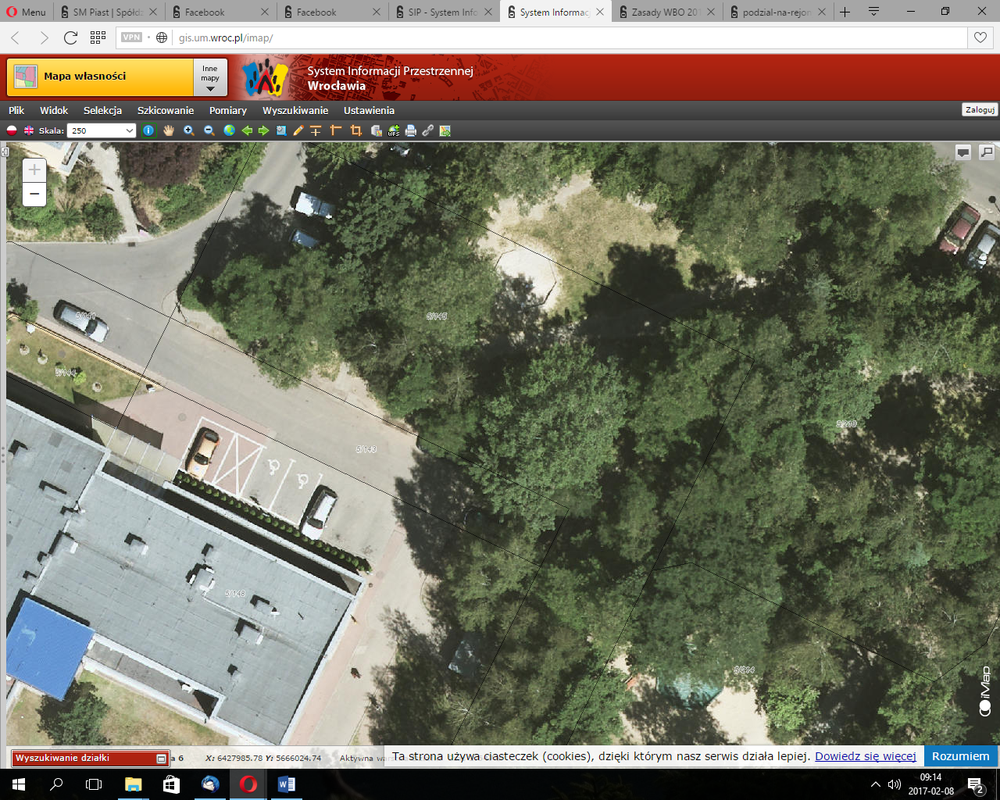 Menu
SM Piast | Spółdz
Facebook
Facebook
SIP - System Info
System Informac
Zasady WBO 201
podzial-na-rejon
VPN
gis.um.wroc.pl/imap/
Mapa własności
Inne
mapy
System Informacji Przestrzennej
Wrocławia
Plik
Widok
Selekcja
Szkicowanie
Pomiary
Wyszukiwanie
Ustawienia
Zaloguj
Skala:
250
WFS
5/141
5/145
5/144
5/210
5/143
5/148
5/214
iMap
Wyszukiwanie działki
a 6
X: 6427985.78 Y: 5666024.74
Ta strona używa ciasteczek (cookies), dzięki którym nasz serwis działa lepiej.
Dowiedz się więcej
Rozumiem
09:14
2017-02-08
2